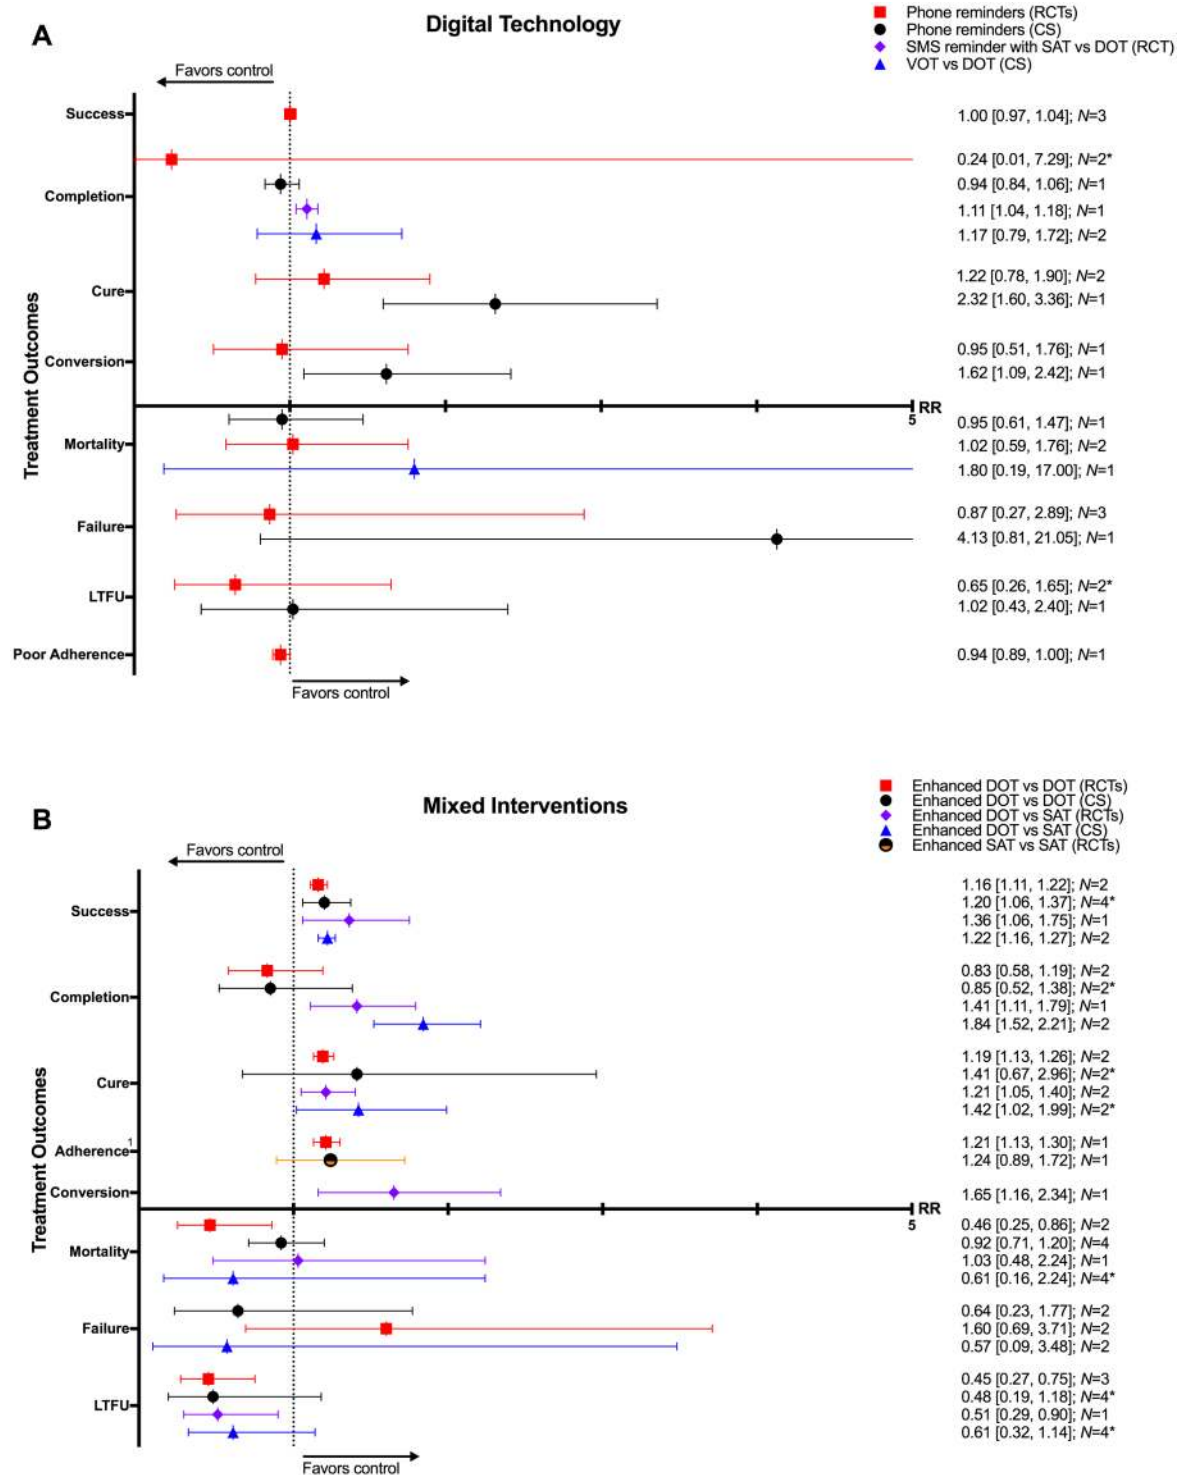 A
Digital Technology
Phone reminders (RCTs)
Phone reminders (CS)
SMS reminder with SAT vs DOT (RCT)
VOT vs DOT (CS)
Favors control
Treatment Outcomes
Success
1.00 [0.97, 1.04]; N=3
Completion
0.24 [0.01, 7.29]; N=2*
0.94 [0.84, 1.06]; N=1
1.11 [1.04, 1.18]; N=1
1.17 [0.79, 1.72]; N=2
Cure
1.22 [0.78, 1.90]; N=2
2.32 [1.60, 3.36]; N=1
Conversion
0.95 [0.51, 1.76]; N=1
1.62 [1.09, 2.42]; N=1
RR
5
Mortality
0.95 [0.61, 1.47]; N=1
1.02 [0.59, 1.76]; N=2
1.80 [0.19, 17.00]; N=1
Failure
0.87 [0.27, 2.89]; N=3
4.13 [0.81, 21.05]; N=1
LTFU
0.65 [0.26, 1.65]; N=2*
1.02 [0.43, 2.40]; N=1
Poor Adherence
0.94 [0.89, 1.00]; N=1
Favors control
B
Mixed Interventions
Enhanced DOT vs DOT (RCTs)
Enhanced DOT vs DOT (CS)
Enhanced DOT vs SAT (RCTs)
Enhanced DOT vs SAT (CS)
Enhanced SAT vs SAT (RCTs)
Favors control
Treatment Outcomes
Success
1.16 [1.11, 1.22]; N=2
1.20 [1.06, 1.37]; N=4*
1.36 [1.06, 1.75]; N=1
1.22 [1.16, 1.27]; N=2
Completion
0.83 [0.58, 1.19]; N=2
0.85 [0.52, 1.38]; N=2*
1.41 [1.11, 1.79]; N=1
1.84 [1.52, 2.21]; N=2
Cure
1.19 [1.13, 1.26]; N=2
1.41 [0.67, 2.96]; N=2*
1.21 [1.05, 1.40]; N=2
1.42 [1.02, 1.99]; N=2*
Adherence¹
1.21 [1.13, 1.30]; N=1
1.24 [0.89, 1.72]; N=1
Conversion
1.65 [1.16, 2.34]; N=1
RR
5
Mortality
0.46 [0.25, 0.86]; N=2
0.92 [0.71, 1.20]; N=4
1.03 [0.48, 2.24]; N=1
0.61 [0.16, 2.24]; N=4*
Failure
0.64 [0.23, 1.77]; N=2
1.60 [0.69, 3.71]; N=2
0.57 [0.09, 3.48]; N=2
LTFU
0.45 [0.27, 0.75]; N=3
0.48 [0.19, 1.18]; N=4*
0.51 [0.29, 0.90]; N=1
0.61 [0.32, 1.14]; N=4*
Favors control